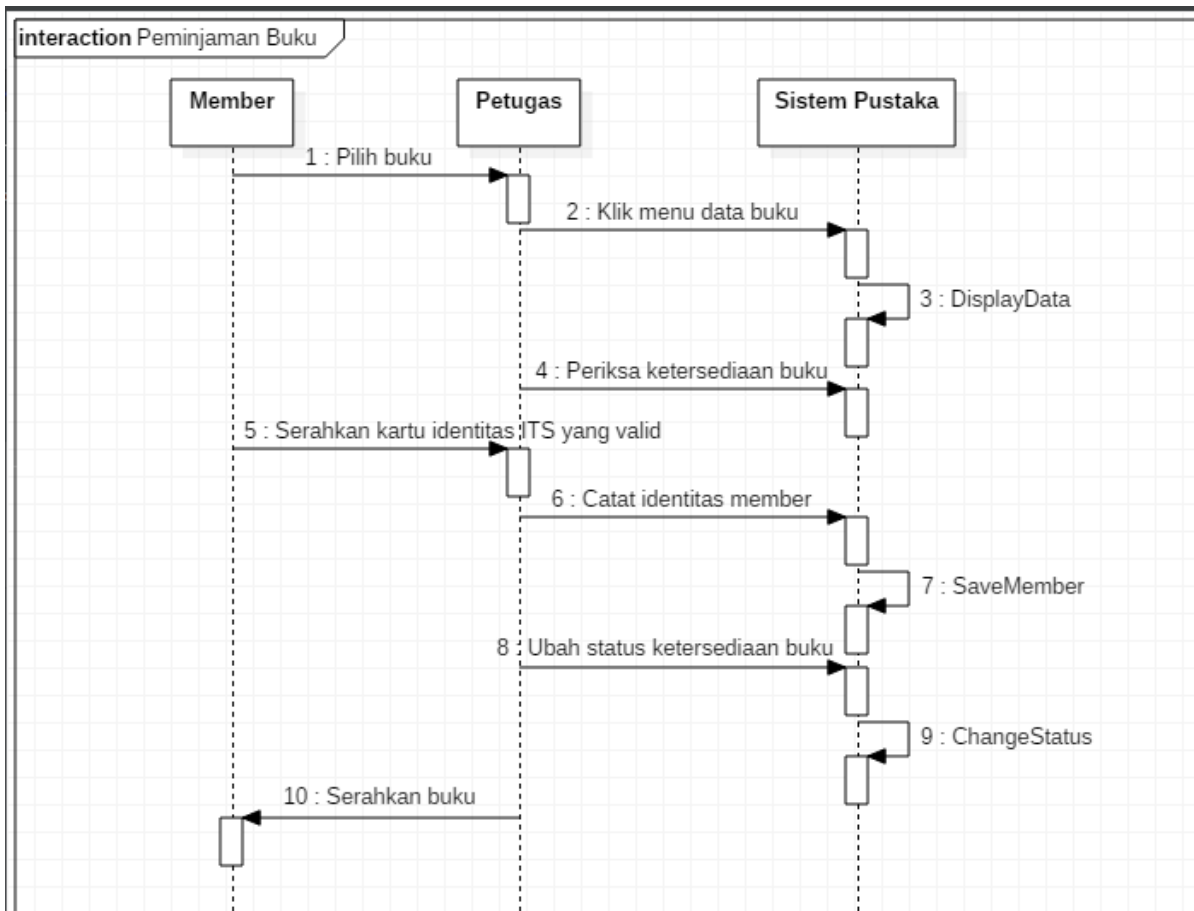 interaction Peminjaman Buku
Member
Petugas
Sistem Pustaka
1 : Pilih buku
2 : Klik menu data buku
3 : DisplayData
4 : Periksa ketersediaan buku
5 : Serahkan kartu identitas ITS yang valid
6 : Catat identitas member
7 : SaveMember
8 : Ubah status ketersediaan buku
9 : ChangeStatus
10 : Serahkan buku